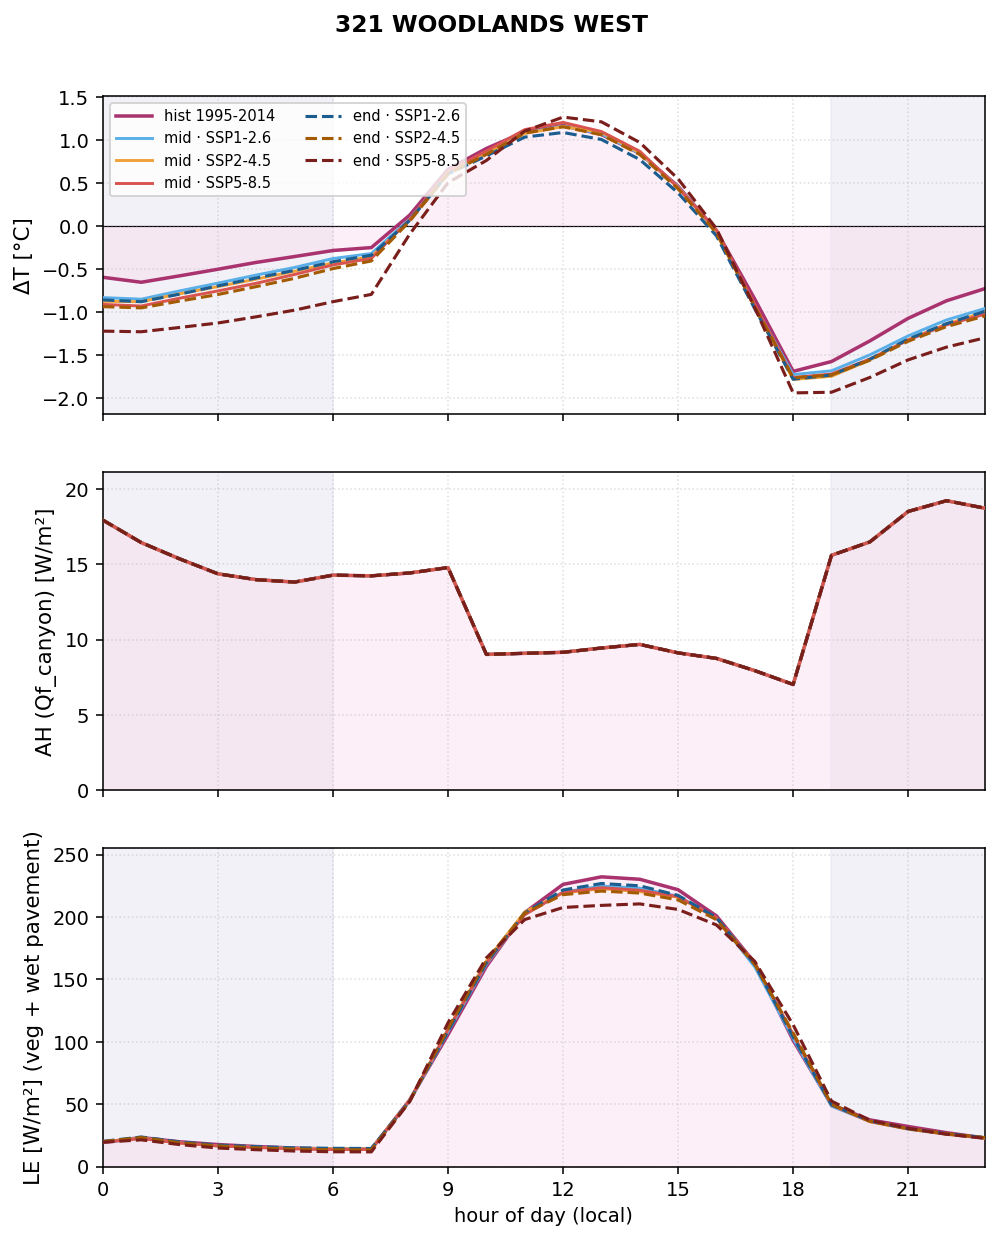 321 WOODLANDS WEST
ΔT [°C]
1.5
1.0
0.5
0.0
−0.5
−1.0
−1.5
−2.0
hist 1995-2014
mid · SSP1-2.6
mid · SSP2-4.5
mid · SSP5-8.5
end · SSP1-2.6
end · SSP2-4.5
end · SSP5-8.5
AH (Qf_canyon) [W/m²]
20
15
10
5
0
LE [W/m²] (veg + wet pavement)
250
200
150
100
50
0
0 3 6 9 12 15 18 21
hour of day (local)